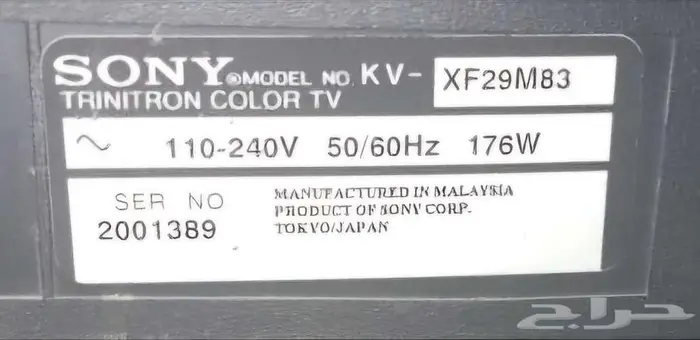 SONY® MODEL NO. KV- XF29M83
TRINITRON COLOR TV
~ 110-240V 50/60Hz 176W
SER NO
2001389
MANUFACTURED IN MALAYSIA
PRODUCT OF SONY CORP.
TOKYO/JAPAN
حراج